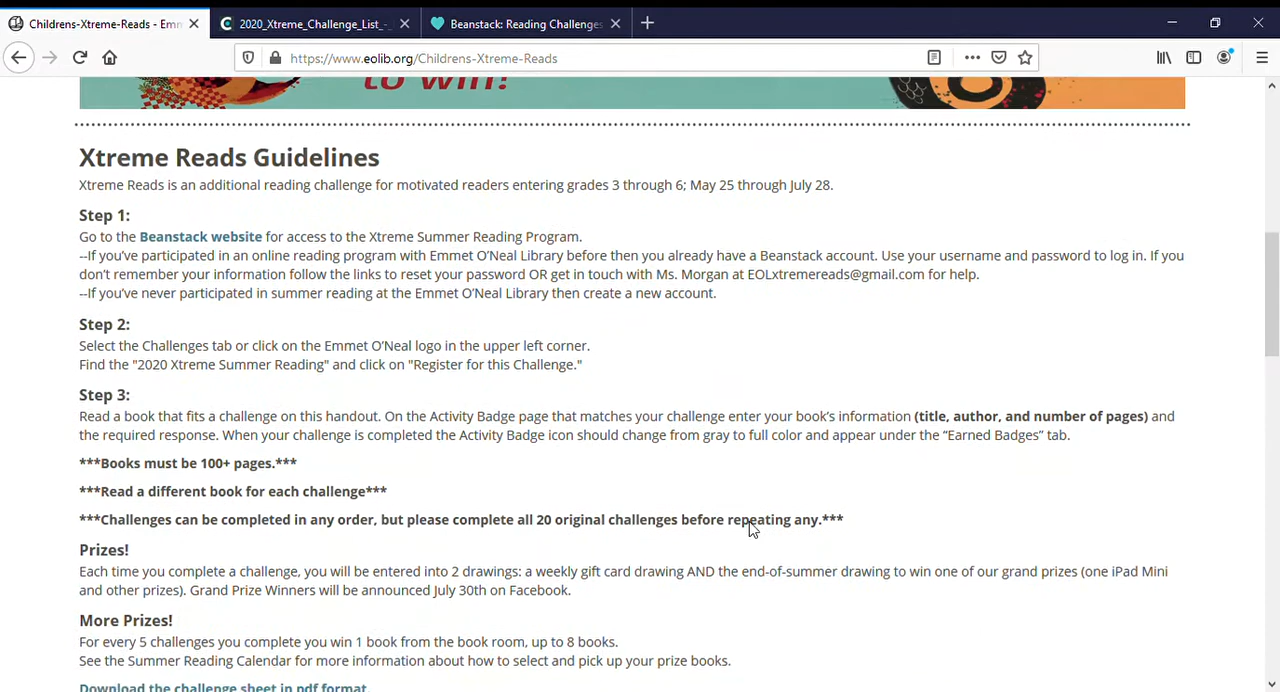 Childrens-Xtreme-Reads - Emm
2020_Xtreme_Challenge_List_-
Beanstack: Reading Challenges
https://www.eolib.org/Childrens-Xtreme-Reads
to win!
Xtreme Reads Guidelines
Xtreme Reads is an additional reading challenge for motivated readers entering grades 3 through 6; May 25 through July 28.
Step 1:
Go to the Beanstack website for access to the Xtreme Summer Reading Program.
--If you’ve participated in an online reading program with Emmet O’Neal Library before then you already have a Beanstack account. Use your username and password to log in. If you
don’t remember your information follow the links to reset your password OR get in touch with Ms. Morgan at EOLxtremereads@gmail.com for help.
--If you’ve never participated in summer reading at the Emmet O’Neal Library then create a new account.
Step 2:
Select the Challenges tab or click on the Emmet O’Neal logo in the upper left corner.
Find the "2020 Xtreme Summer Reading" and click on "Register for this Challenge."
Step 3:
Read a book that fits a challenge on this handout. On the Activity Badge page that matches your challenge enter your book’s information (title, author, and number of pages) and
the required response. When your challenge is completed the Activity Badge icon should change from gray to full color and appear under the “Earned Badges” tab.
***Books must be 100+ pages.***
***Read a different book for each challenge***
***Challenges can be completed in any order, but please complete all 20 original challenges before repeating any.***
Prizes!
Each time you complete a challenge, you will be entered into 2 drawings: a weekly gift card drawing AND the end-of-summer drawing to win one of our grand prizes (one iPad Mini
and other prizes). Grand Prize Winners will be announced July 30th on Facebook.
More Prizes!
For every 5 challenges you complete you win 1 book from the book room, up to 8 books.
See the Summer Reading Calendar for more information about how to select and pick up your prize books.
Download the challenge sheet in pdf format.